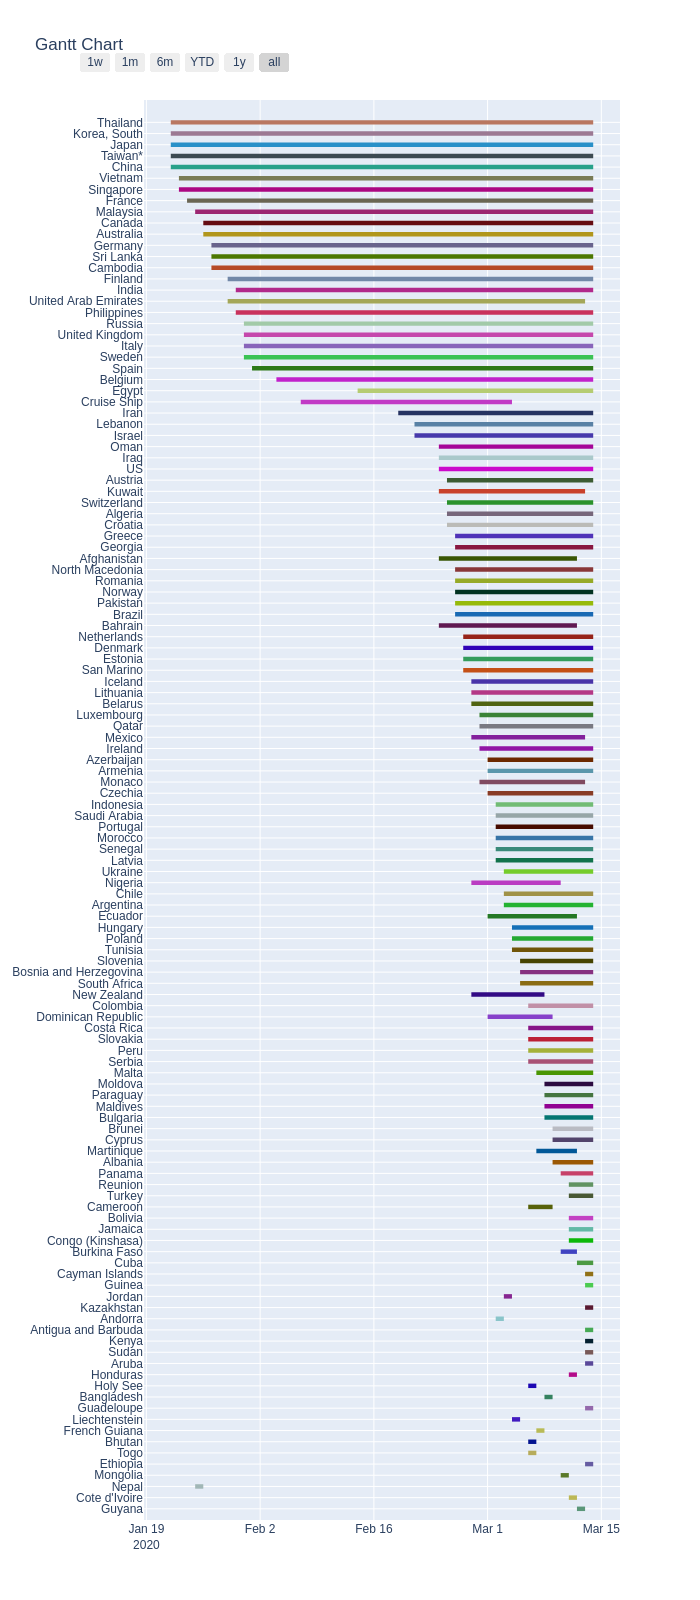 Gantt Chart
1w 1m 6m YTD 1y all
Thailand
Korea, South
Japan
Taiwan*
China
Vietnam
Singapore
France
Malaysia
Canada
Australia
Germany
Sri Lanka
Cambodia
Finland
India
United Arab Emirates
Philippines
Russia
United Kingdom
Italy
Sweden
Spain
Belgium
Egypt
Cruise Ship
Iran
Lebanon
Israel
Oman
Iraq
US
Austria
Kuwait
Switzerland
Algeria
Croatia
Greece
Georgia
Afghanistan
North Macedonia
Romania
Norway
Pakistan
Brazil
Bahrain
Netherlands
Denmark
Estonia
San Marino
Iceland
Lithuania
Belarus
Luxembourg
Qatar
Mexico
Ireland
Azerbaijan
Armenia
Monaco
Czechia
Indonesia
Saudi Arabia
Portugal
Morocco
Senegal
Latvia
Ukraine
Nigeria
Chile
Argentina
Ecuador
Hungary
Poland
Tunisia
Slovenia
Bosnia and Herzegovina
South Africa
New Zealand
Colombia
Dominican Republic
Costa Rica
Slovakia
Peru
Serbia
Malta
Moldova
Paraguay
Maldives
Bulgaria
Brunei
Cyprus
Martinique
Albania
Panama
Reunion
Turkey
Cameroon
Bolivia
Jamaica
Congo (Kinshasa)
Burkina Faso
Cuba
Cayman Islands
Guinea
Jordan
Kazakhstan
Andorra
Antigua and Barbuda
Kenya
Sudan
Aruba
Honduras
Holy See
Bangladesh
Guadeloupe
Liechtenstein
French Guiana
Bhutan
Togo
Ethiopia
Mongolia
Nepal
Cote d'Ivoire
Guyana
Jan 19 Feb 2 Feb 16 Mar 1 Mar 15
2020